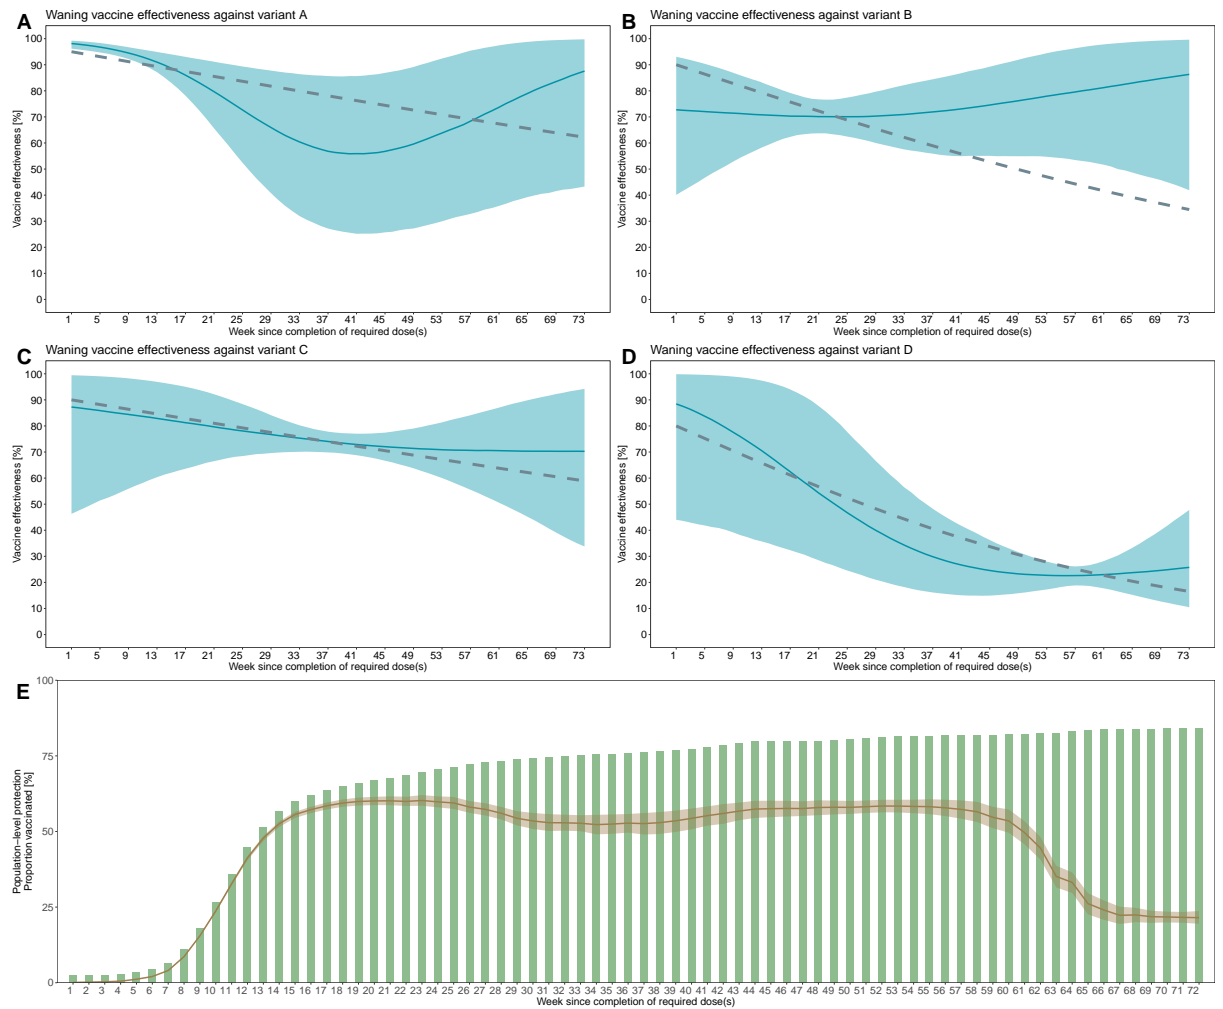 A Waning vaccine effectiveness against variant A
Vaccine effectiveness [%]
100
90
80
70
60
50
40
30
20
10
0
1 5 9 13 17 21 25 29 33 37 41 45 49 53 57 61 65 69 73
Week since completion of required dose(s)
B Waning vaccine effectiveness against variant B
Vaccine effectiveness [%]
100
90
80
70
60
50
40
30
20
10
0
1 5 9 13 17 21 25 29 33 37 41 45 49 53 57 61 65 69 73
Week since completion of required dose(s)
C Waning vaccine effectiveness against variant C
Vaccine effectiveness [%]
100
90
80
70
60
50
40
30
20
10
0
1 5 9 13 17 21 25 29 33 37 41 45 49 53 57 61 65 69 73
Week since completion of required dose(s)
D Waning vaccine effectiveness against variant D
Vaccine effectiveness [%]
100
90
80
70
60
50
40
30
20
10
0
1 5 9 13 17 21 25 29 33 37 41 45 49 53 57 61 65 69 73
Week since completion of required dose(s)
E
Population−level protection
Proportion vaccinated [%]
100
75
50
25
0
1 2 3 4 5 6 7 8 9 10 11 12 13 14 15 16 17 18 19 20 21 22 23 24 25 26 27 28 29 30 31 32 33 34 35 36 37 38 39 40 41 42 43 44 45 46 47 48 49 50 51 52 53 54 55 56 57 58 59 60 61 62 63 64 65 66 67 68 69 70 71 72
Week since completion of required dose(s)